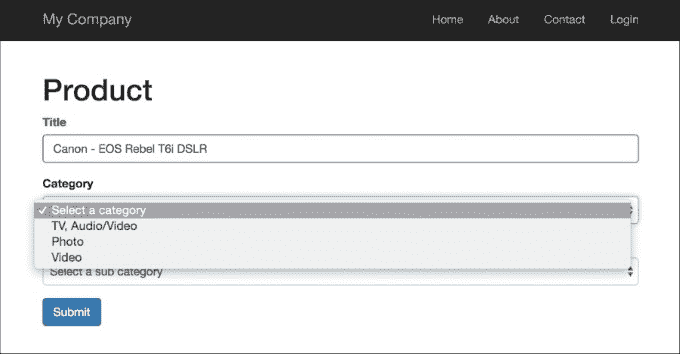 My Company Home About Contact Login
Product
Title
Canon - EOS Rebel T6i DSLR
Category
✓ Select a category
TV, Audio/Video
Photo
Video
Select a sub category
Submit